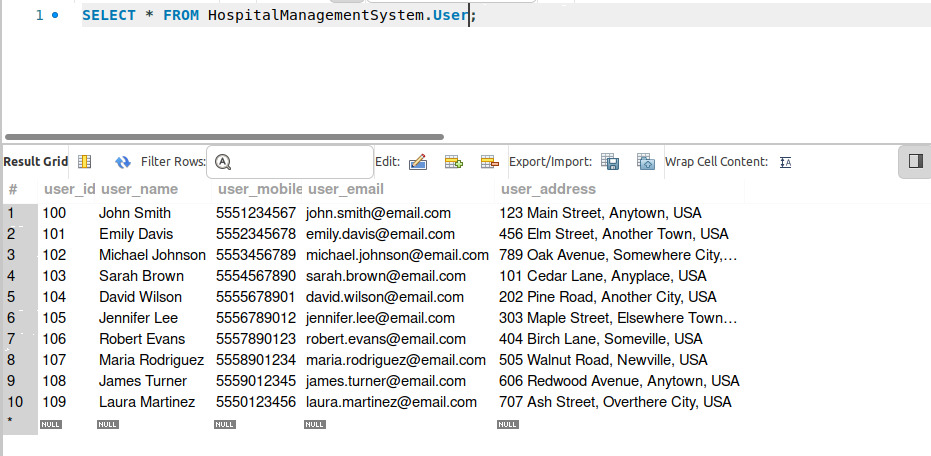 1 SELECT * FROM HospitalManagementSystem.User;
Result Grid Filter Rows: Edit: Export/Import: Wrap Cell Content:
# user_id user_name user_mobile user_email user_address
1 100 John Smith 5551234567 john.smith@email.com 123 Main Street, Anytown, USA
2 101 Emily Davis 5552345678 emily.davis@email.com 456 Elm Street, Another Town, USA
3 102 Michael Johnson 5553456789 michael.johnson@email.com 789 Oak Avenue, Somewhere City,...
4 103 Sarah Brown 5554567890 sarah.brown@email.com 101 Cedar Lane, Anyplace, USA
5 104 David Wilson 5555678901 david.wilson@email.com 202 Pine Road, Another City, USA
6 105 Jennifer Lee 5556789012 jennifer.lee@email.com 303 Maple Street, Elsewhere Town...
7 106 Robert Evans 5557890123 robert.evans@email.com 404 Birch Lane, Someville, USA
8 107 Maria Rodriguez 5558901234 maria.rodriguez@email.com 505 Walnut Road, Newville, USA
9 108 James Turner 5559012345 james.turner@email.com 606 Redwood Avenue, Anytown, USA
10 109 Laura Martinez 5550123456 laura.martinez@email.com 707 Ash Street, Overthere City, USA
* NULL NULL NULL NULL NULL